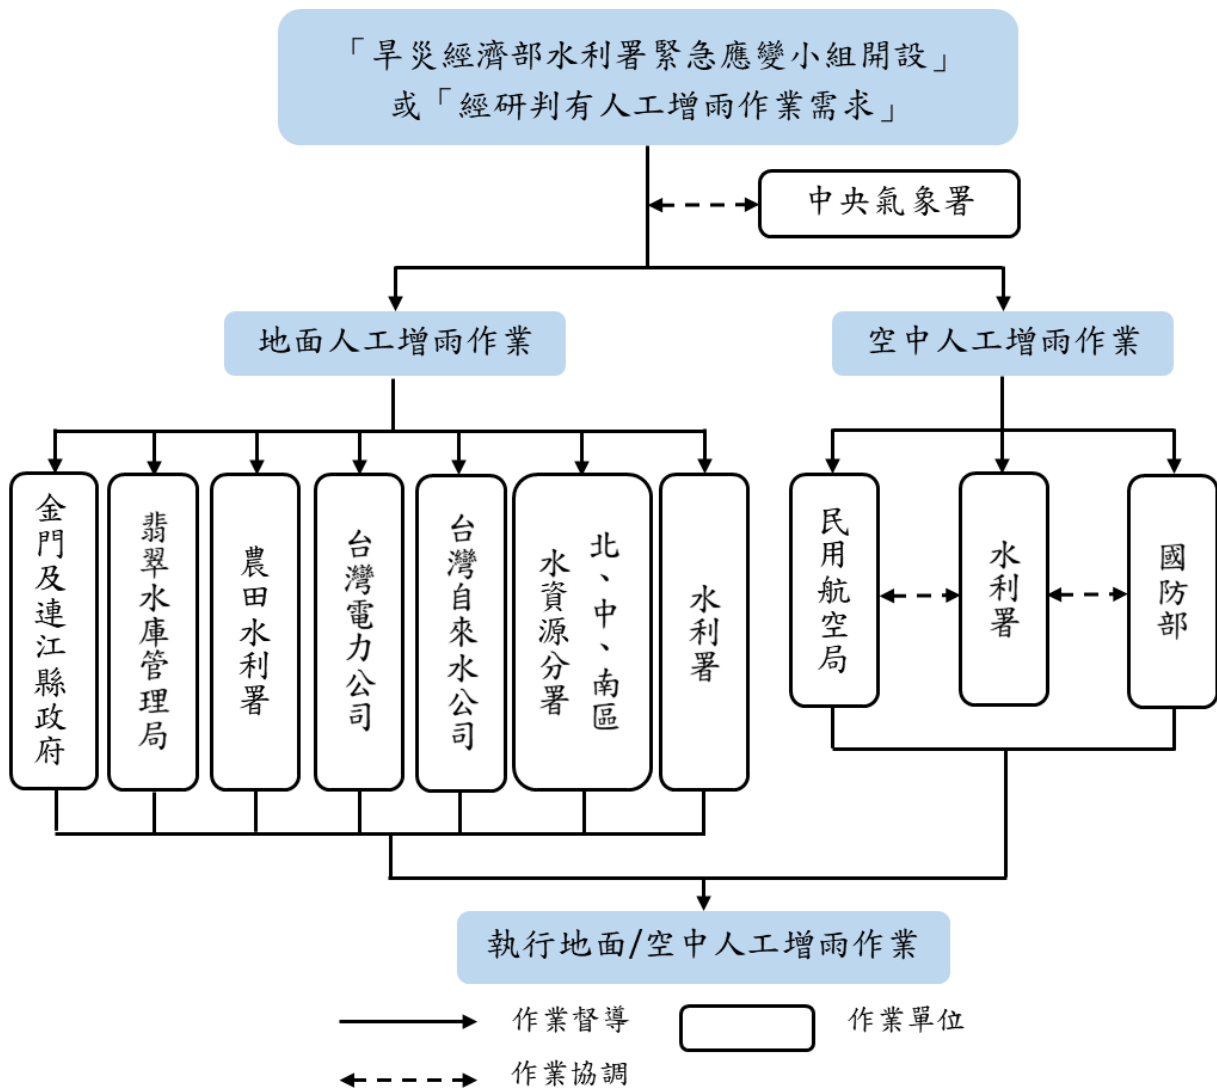 「旱災經濟部水利署緊急應變小組開設」
或「經研判有人工增雨作業需求」
中央氣象署
地面人工增雨作業
空中人工增雨作業
金門及連江縣政府
翡翠水庫管理局
農田水利署
台灣電力公司
台灣自來水公司
北、中、南區
水資源分署
水利署
民用航空局
水利署
國防部
執行地面/空中人工增雨作業
作業督導
作業單位
作業協調